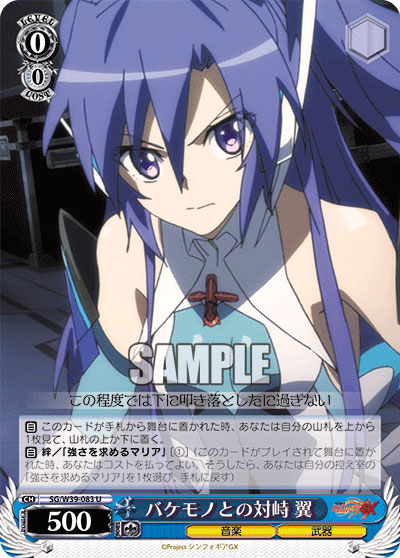 LEVEL
0
0
COST
SAMPLE
この程度では下に叩き落としたに過ぎない
【自】 このカードが手札から舞台に置かれた時、あなたは自分の山札を上から
1枚見て、山札の上か下に置く。
【自】 絆/「強さを求めるマリア」 [①] (このカードがプレイされて舞台に
置かれた時、あなたはコストを払ってよい。そうしたら、あなたは自分の控え室の
「強さを求めるマリア」を1枚選び、手札に戻す)
CH SG/W39-083 U
500
バケモノとの対峙 翼
音楽
武器
©Project シンフォギアGX